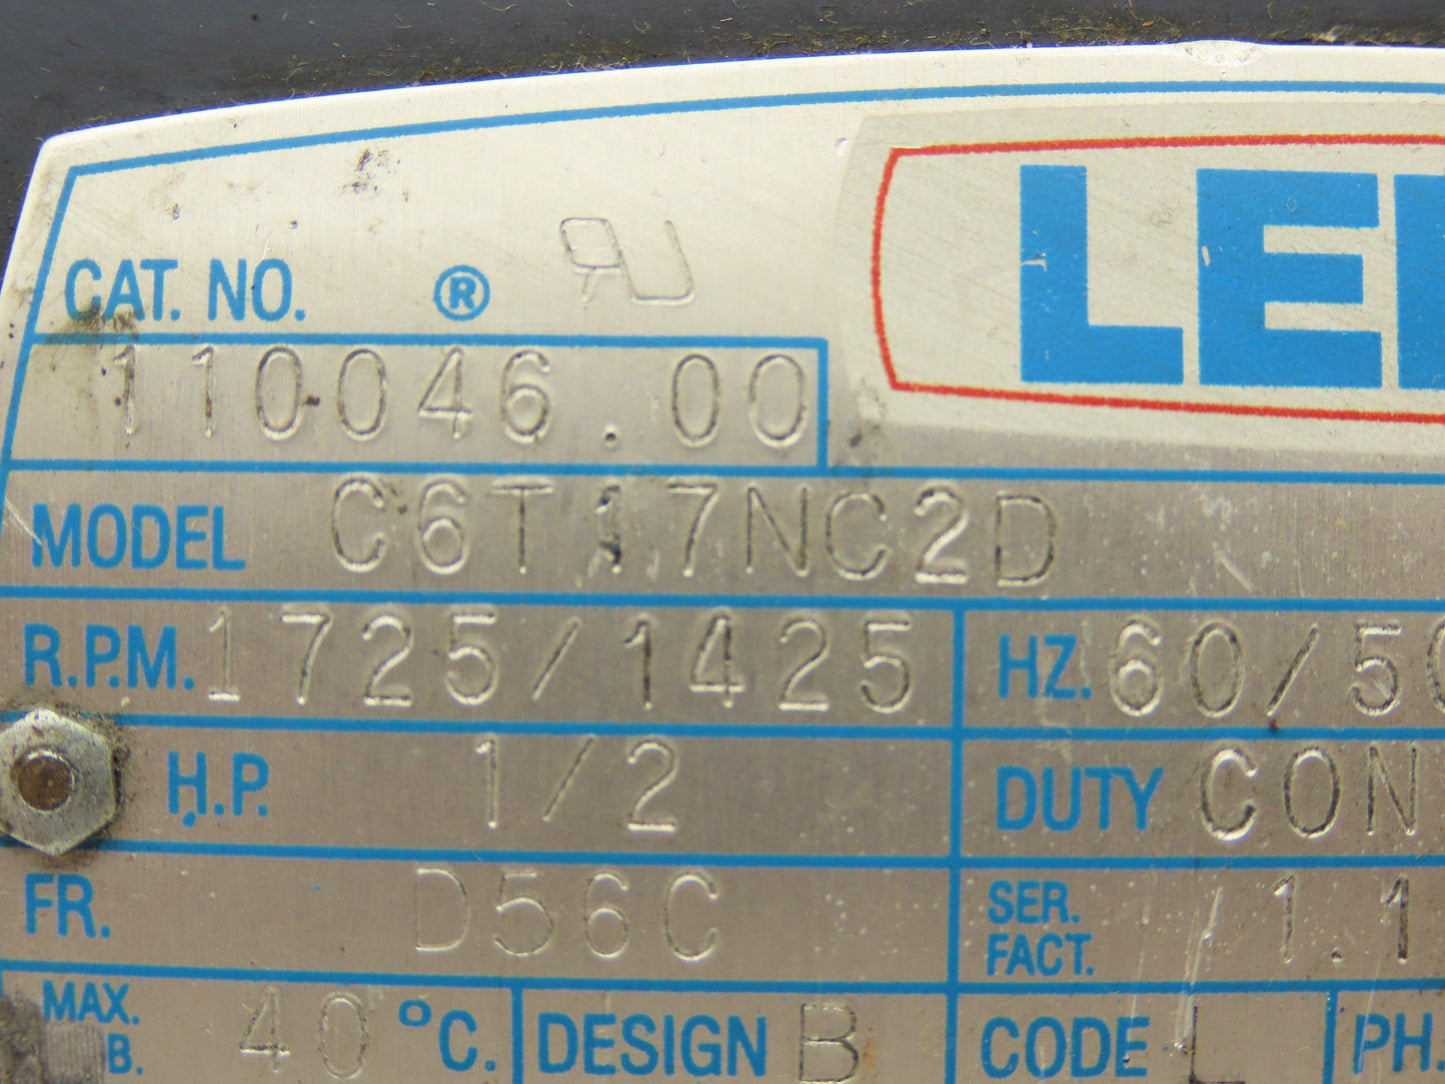 LE
CAT. NO. ®
110046.00
MODEL C6T17NC2D
R.P.M. 1725/1425 HZ. 60/50
H.P. 1/2 DUTY CON
FR. D56C SER. FACT. 1.1
MAX. 40 °C. DESIGN B CODE L PH.
B.